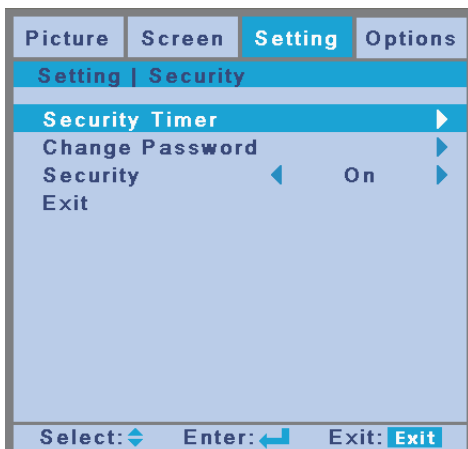 Picture Screen Setting Options
Setting | Security
Security Timer
Change Password
Security On
Exit
Select: Enter: Exit: Exit